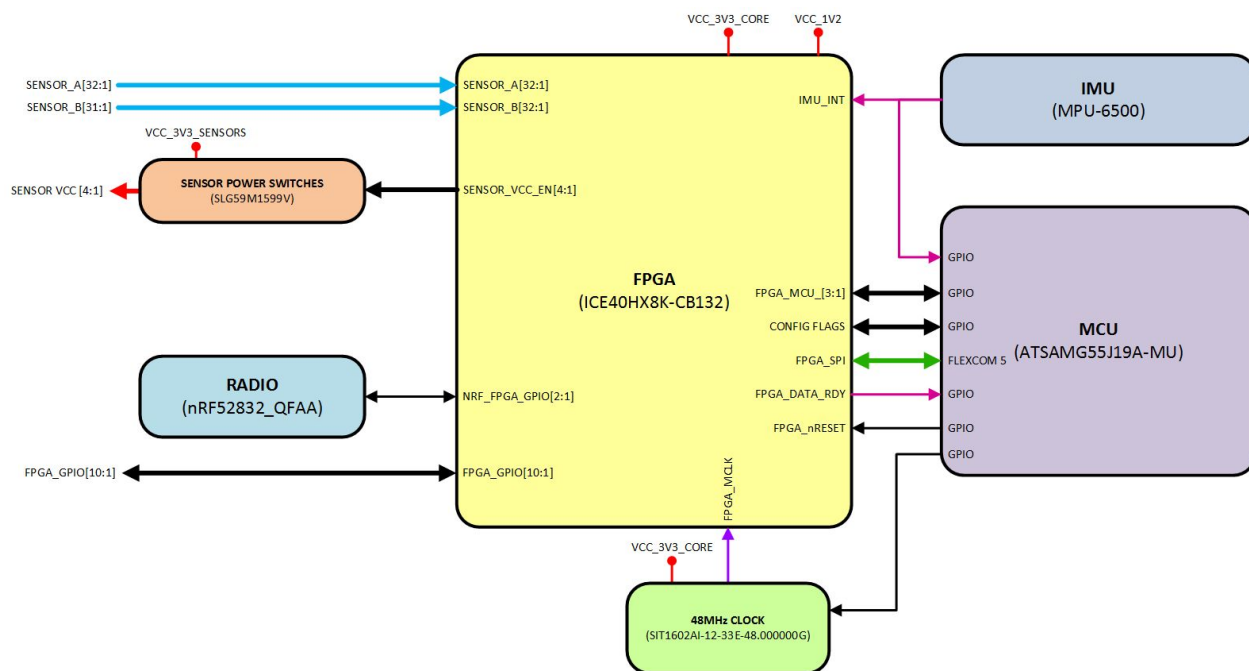 VCC_3V3_CORE
VCC_1V2
SENSOR_A[32:1]
SENSOR_B[31:1]
SENSOR_A[32:1]
SENSOR_B[32:1]
IMU_INT
IMU
(MPU-6500)
VCC_3V3_SENSORS
SENSOR VCC [4:1]
SENSOR POWER SWITCHES
(SLG59M1599V)
SENSOR_VCC_EN[4:1]
FPGA
(ICE40HX8K-CB132)
GPIO
FPGA_MCU_[3:1]
GPIO
CONFIG FLAGS
GPIO
FPGA_SPI
FLEXCOM 5
FPGA_DATA_RDY
GPIO
FPGA_nRESET
GPIO
GPIO
MCU
(ATSAMG55J19A-MU)
RADIO
(nRF52832_QFAA)
NRF_FPGA_GPIO[2:1]
FPGA_GPIO[10:1]
FPGA_GPIO[10:1]
FPGA_MCLK
VCC_3V3_CORE
48MHz CLOCK
(SIT1602AI-12-33E-48.000000G)